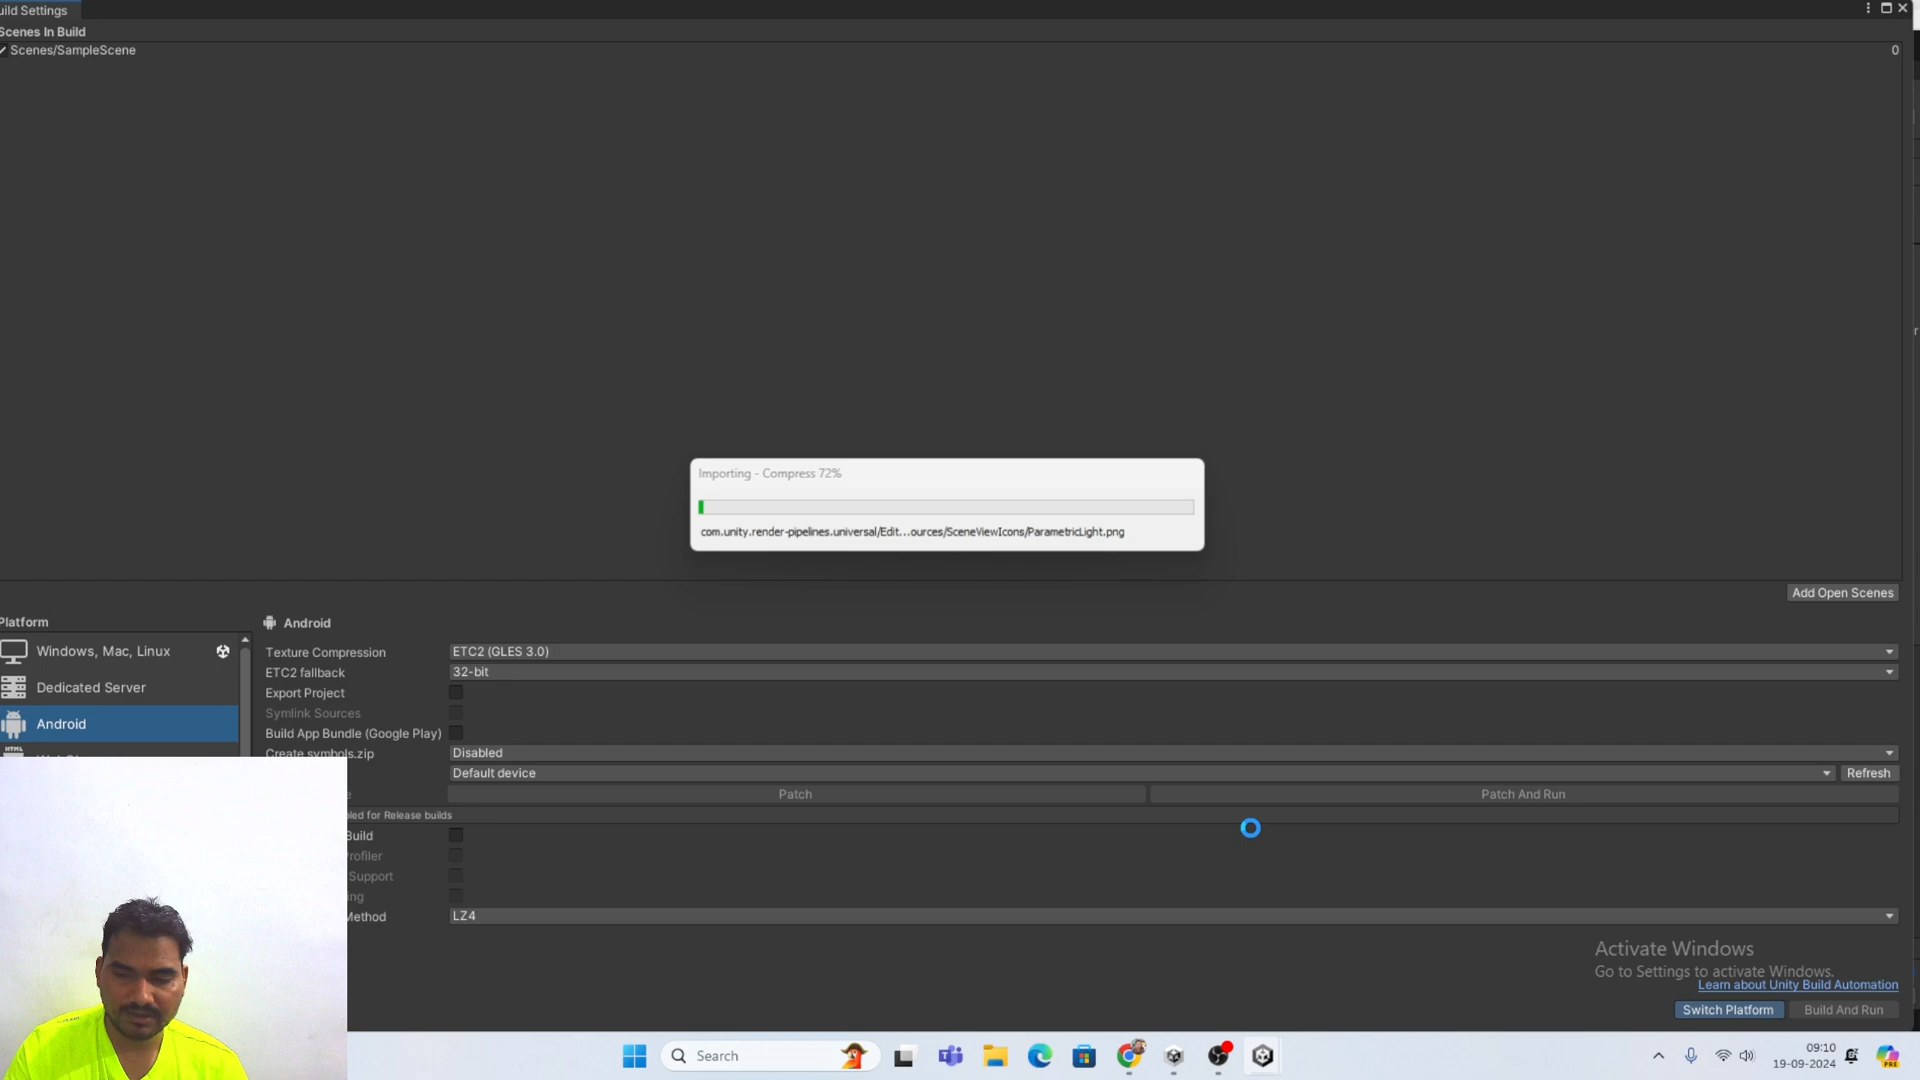 uild Settings
Scenes In Build
Scenes/SampleScene
0
Importing - Compress 72%
com.unity.render-pipelines.universal/Edit...ources/SceneViewIcons/ParametricLight.png
Add Open Scenes
Platform
Windows, Mac, Linux
Dedicated Server
Android
HTML
Android
Texture Compression
ETC2 (GLES 3.0)
ETC2 fallback
32-bit
Export Project
Symlink Sources
Build App Bundle (Google Play)
Create symbols.zip
Disabled
Default device
Refresh
e
Patch
Patch And Run
bled for Release builds
Build
rofiler
Support
ng
Method
LZ4
Activate Windows
Go to Settings to activate Windows.
Learn about Unity Build Automation
Switch Platform
Build And Run
Search
09:10
19-09-2024
PRE